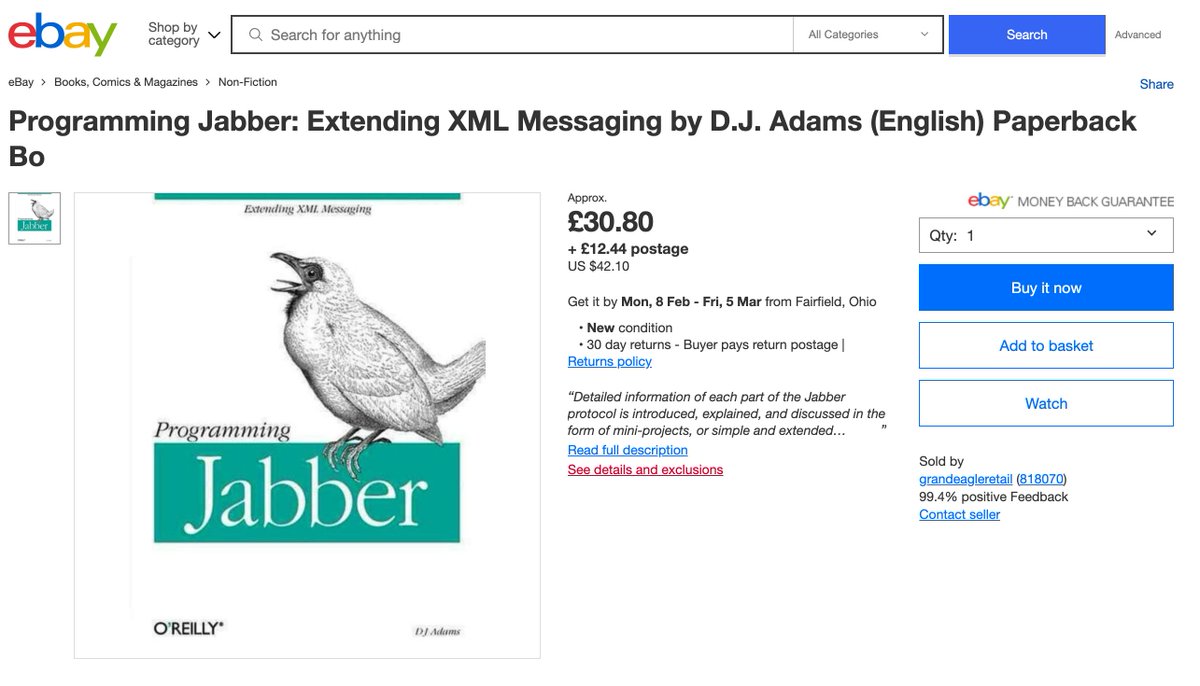 ebay
Shop by
category
Search for anything
All Categories
Search
Advanced
eBay > Books, Comics & Magazines > Non-Fiction
Share
Programming Jabber: Extending XML Messaging by D.J. Adams (English) Paperback
Bo
Extending XML Messaging
Programming
Jabber
O'REILLY®
DJ Adams
Approx.
£30.80
+ £12.44 postage
US $42.10
Get it by Mon, 8 Feb - Fri, 5 Mar from Fairfield, Ohio
• New condition
• 30 day returns - Buyer pays return postage |
Returns policy
“Detailed information of each part of the Jabber
protocol is introduced, explained, and discussed in the
form of mini-projects, or simple and extended… ”
Read full description
See details and exclusions
ebay MONEY BACK GUARANTEE
Qty: 1
Buy it now
Add to basket
Watch
Sold by
grandeagleretail (818070)
99.4% positive Feedback
Contact seller